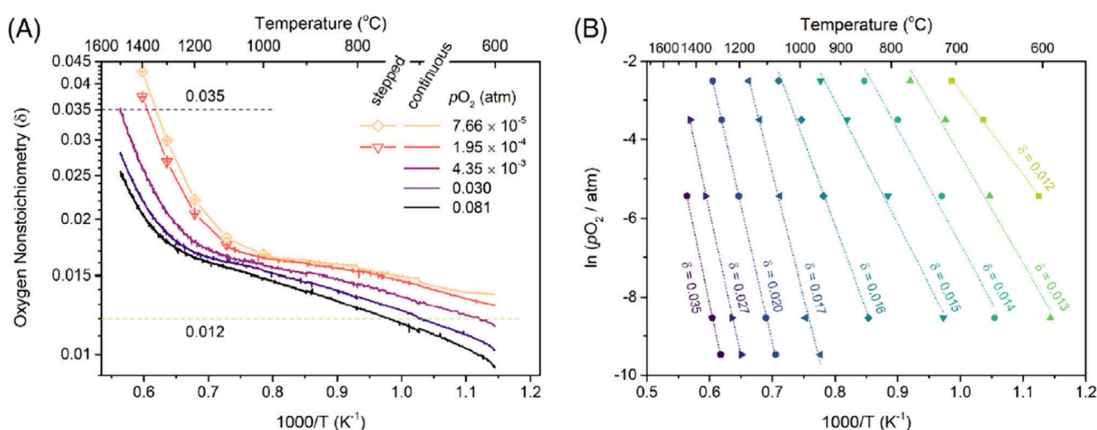 (A)
Temperature (°C)
1600 1400 1200 1000 800 600
0.045
0.04
0.035
0.03
0.025
0.02
0.015
0.01
Oxygen Nonstoichiometry (δ)
0.035
0.012
stepped
continuous
pO2 (atm)
7.66 × 10-5
1.95 × 10-4
4.35 × 10-3
0.030
0.081
0.6 0.7 0.8 0.9 1.0 1.1 1.2
1000/T (K-1)
(B)
Temperature (°C)
1600 1400 1200 1000 900 800 700 600
-2
-4
-6
-8
-10
ln (pO2 / atm)
δ = 0.035
δ = 0.027
δ = 0.020
δ = 0.017
δ = 0.016
δ = 0.015
δ = 0.014
δ = 0.013
δ = 0.012
0.5 0.6 0.7 0.8 0.9 1.0 1.1 1.2
1000/T (K-1)